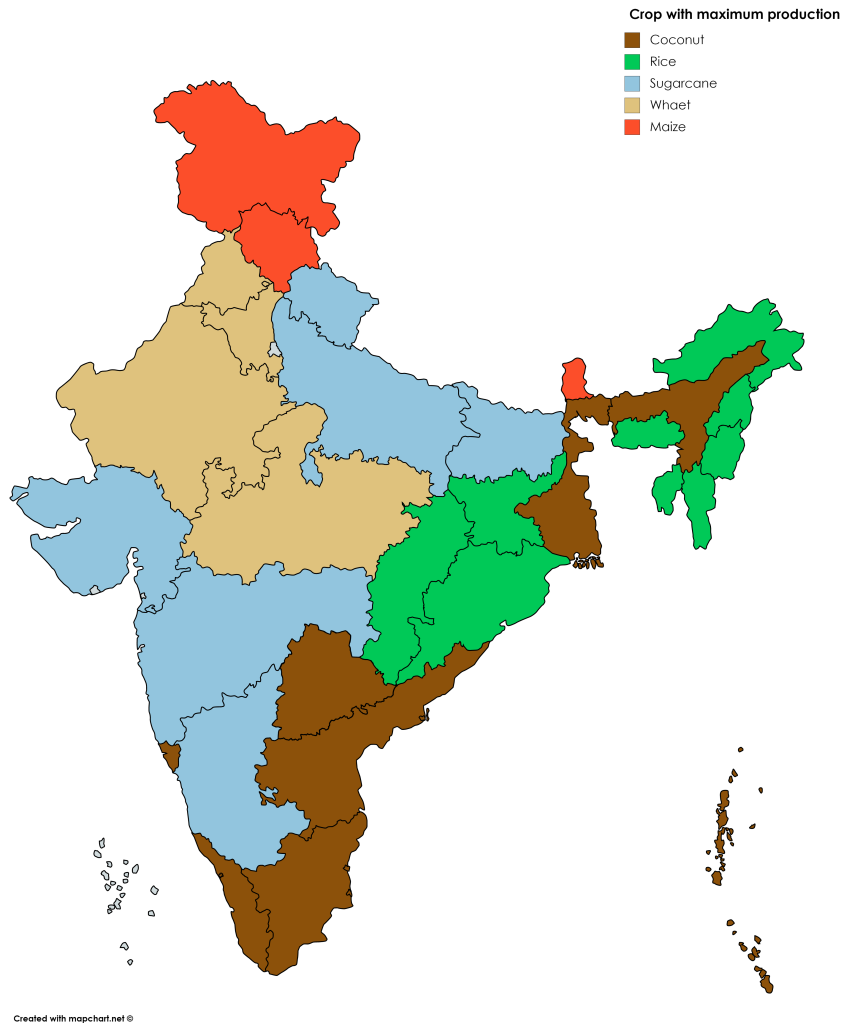 Crop with maximum production
Coconut
Rice
Sugarcane
Whaet
Maize
Created with mapchart.net ©